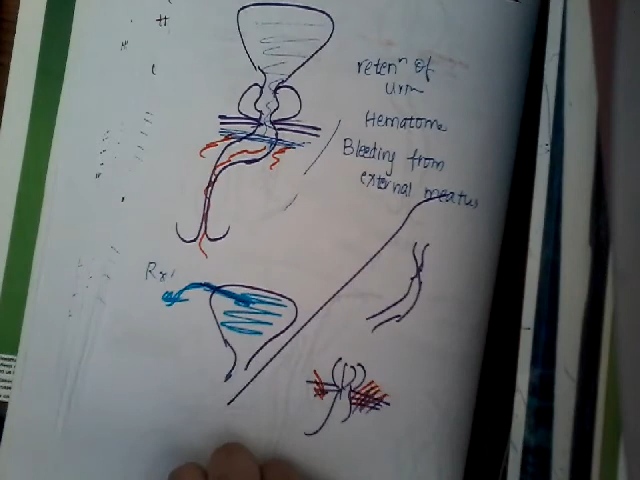 retenⁿ of
urin
Hematoma
Bleeding from
external meatus
Rx!